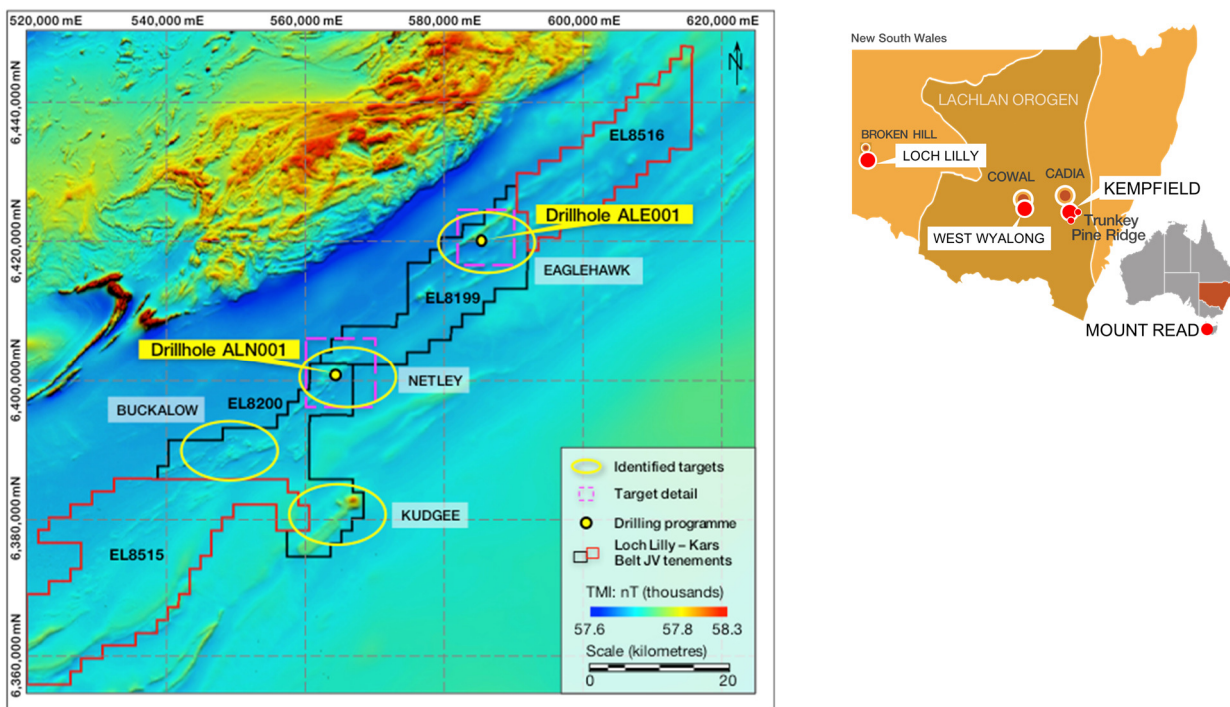 520,000 mE
540,000 mE
560,000 mE
580,000 mE
600,000 mE
620,000 mE
6,440,000 mN
6,420,000 mN
6,400,000 mN
6,380,000 mN
6,360,000 mN
N
EL8516
Drillhole ALE001
EAGLEHAWK
EL8199
Drillhole ALN001
NETLEY
BUCKALOW
EL8200
KUDGEE
EL8515
Identified targets
Target detail
Drilling programme
Loch Lilly – Kars
Belt JV tenements
TMI: nT (thousands)
57.6 57.8 58.3
Scale (kilometres)
0 20
New South Wales
LACHLAN OROGEN
BROKEN HILL
LOCH LILLY
COWAL
CADIA
KEMPFIELD
WEST WYALONG
Trunkey
Pine Ridge
MOUNT READ